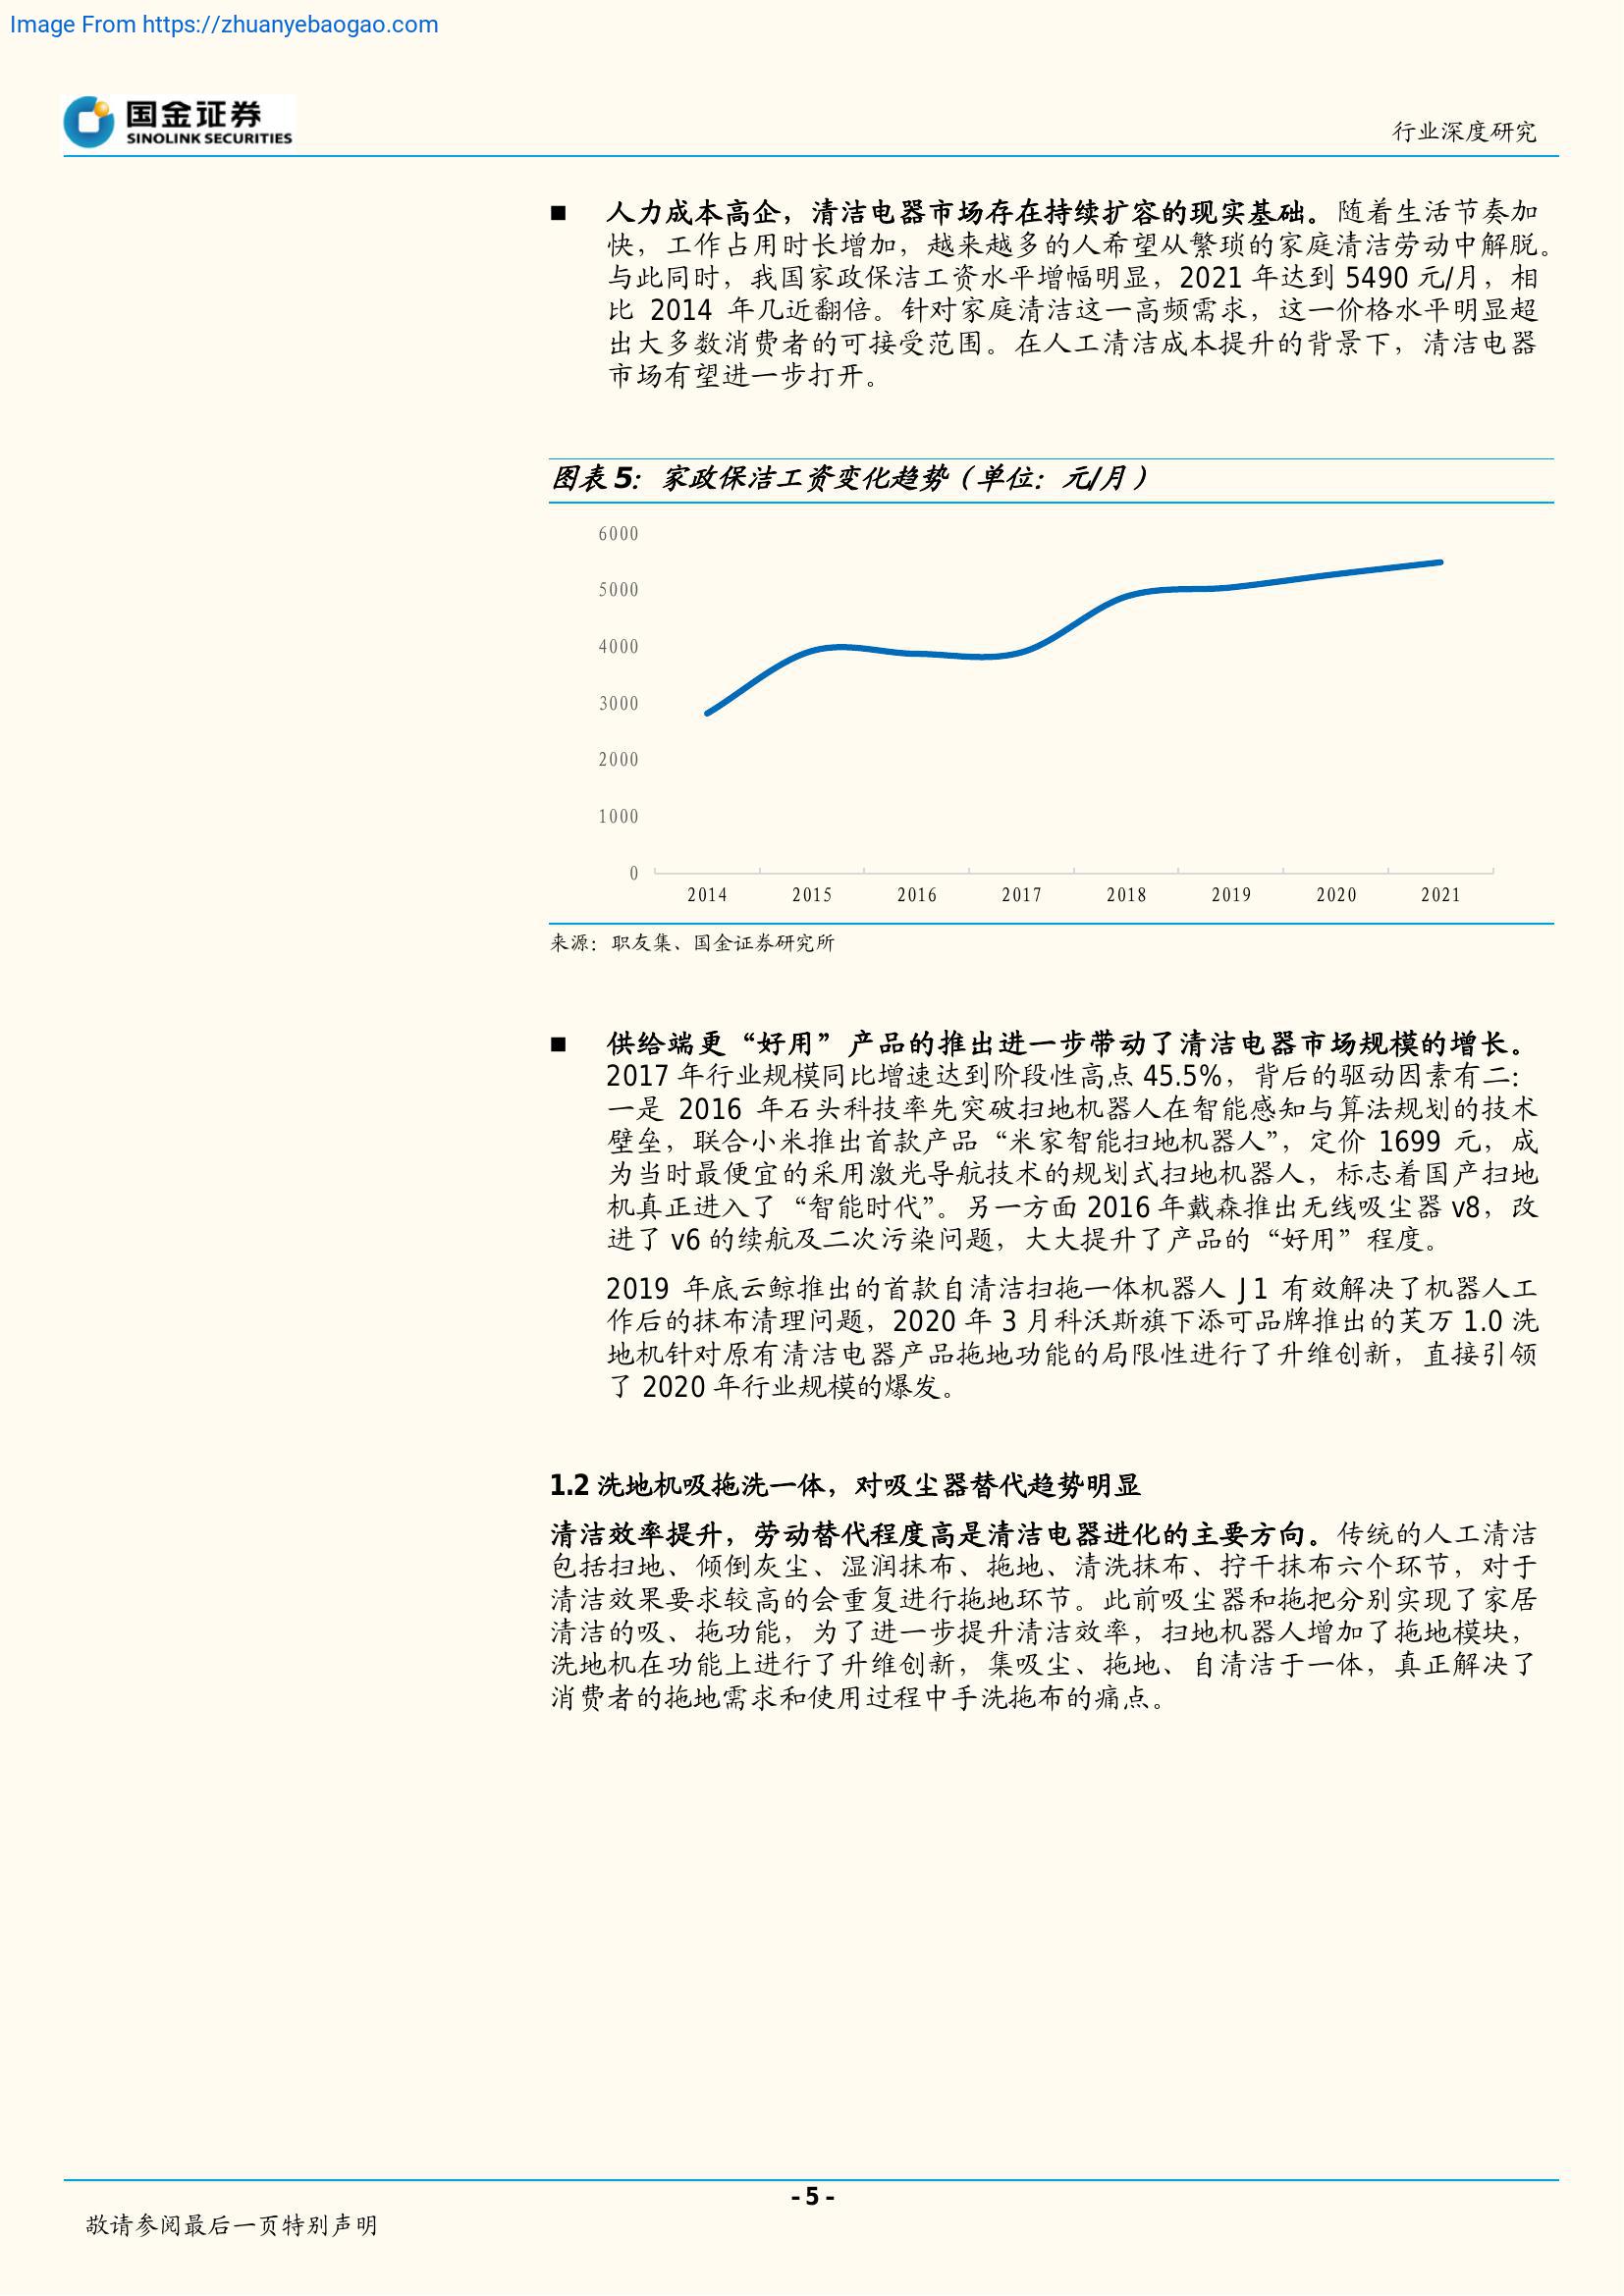 Image From https://zhuanyebaogao.com
国金证券
SINOLINK SECURITIES
行业深度研究
■ 人力成本高企，清洁电器市场存在持续扩容的现实基础。随着生活节奏加
快，工作占用时长增加，越来越多的人希望从繁琐的家庭清洁劳动中解脱。
与此同时，我国家政保洁工资水平增幅明显，2021 年达到 5490 元/月，相
比 2014 年几近翻倍。针对家庭清洁这一高频需求，这一价格水平明显超
出大多数消费者的可接受范围。在人工清洁成本提升的背景下，清洁电器
市场有望进一步打开。
图表 5：家政保洁工资变化趋势（单位：元/月）
6000
5000
4000
3000
2000
1000
0
2014 2015 2016 2017 2018 2019 2020 2021
来源：职友集、国金证券研究所
■ 供给端更“好用”产品的推出进一步带动了清洁电器市场规模的增长。
2017 年行业规模同比增速达到阶段性高点 45.5%，背后的驱动因素有二：
一是 2016 年石头科技率先突破扫地机器人在智能感知与算法规划的技术
壁垒，联合小米推出首款产品“米家智能扫地机器人”，定价 1699 元，成
为当时最便宜的采用激光导航技术的规划式扫地机器人，标志着国产扫地
机真正进入了“智能时代”。另一方面 2016 年戴森推出无线吸尘器 v8，改
进了 v6 的续航及二次污染问题，大大提升了产品的“好用”程度。
2019 年底云鲸推出的首款自清洁扫拖一体机器人 J1 有效解决了机器人工
作后的抹布清理问题，2020 年 3 月科沃斯旗下添可品牌推出的芙万 1.0 洗
地机针对原有清洁电器产品拖地功能的局限性进行了升维创新，直接引领
了 2020 年行业规模的爆发。
1.2 洗地机吸拖洗一体，对吸尘器替代趋势明显
清洁效率提升，劳动替代程度高是清洁电器进化的主要方向。传统的人工清洁
包括扫地、倾倒灰尘、湿润抹布、拖地、清洗抹布、拧干抹布六个环节，对于
清洁效果要求较高的会重复进行拖地环节。此前吸尘器和拖把分别实现了家居
清洁的吸、拖功能，为了进一步提升清洁效率，扫地机器人增加了拖地模块，
洗地机在功能上进行了升维创新，集吸尘、拖地、自清洁于一体，真正解决了
消费者的拖地需求和使用过程中手洗拖布的痛点。
- 5 -
敬请参阅最后一页特别声明